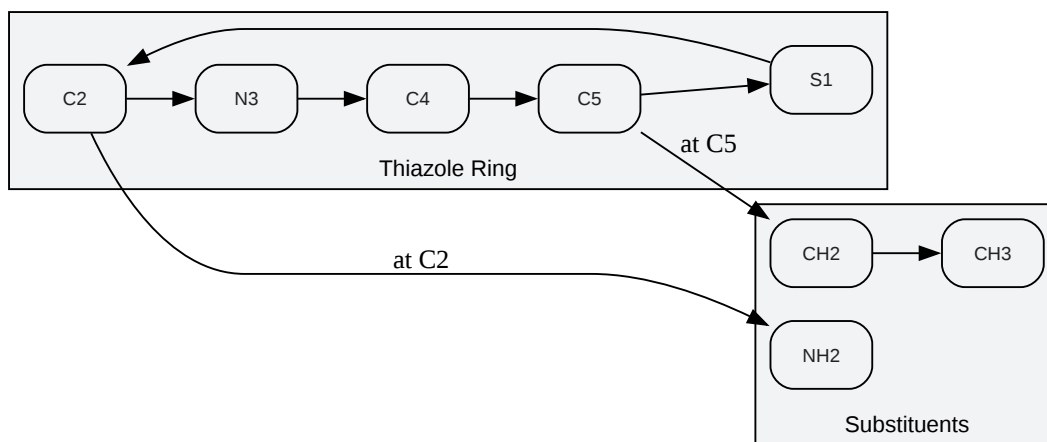 C2
N3
C4
C5
S1
at C5
Thiazole Ring
CH2
CH3
at C2
NH2
Substituents